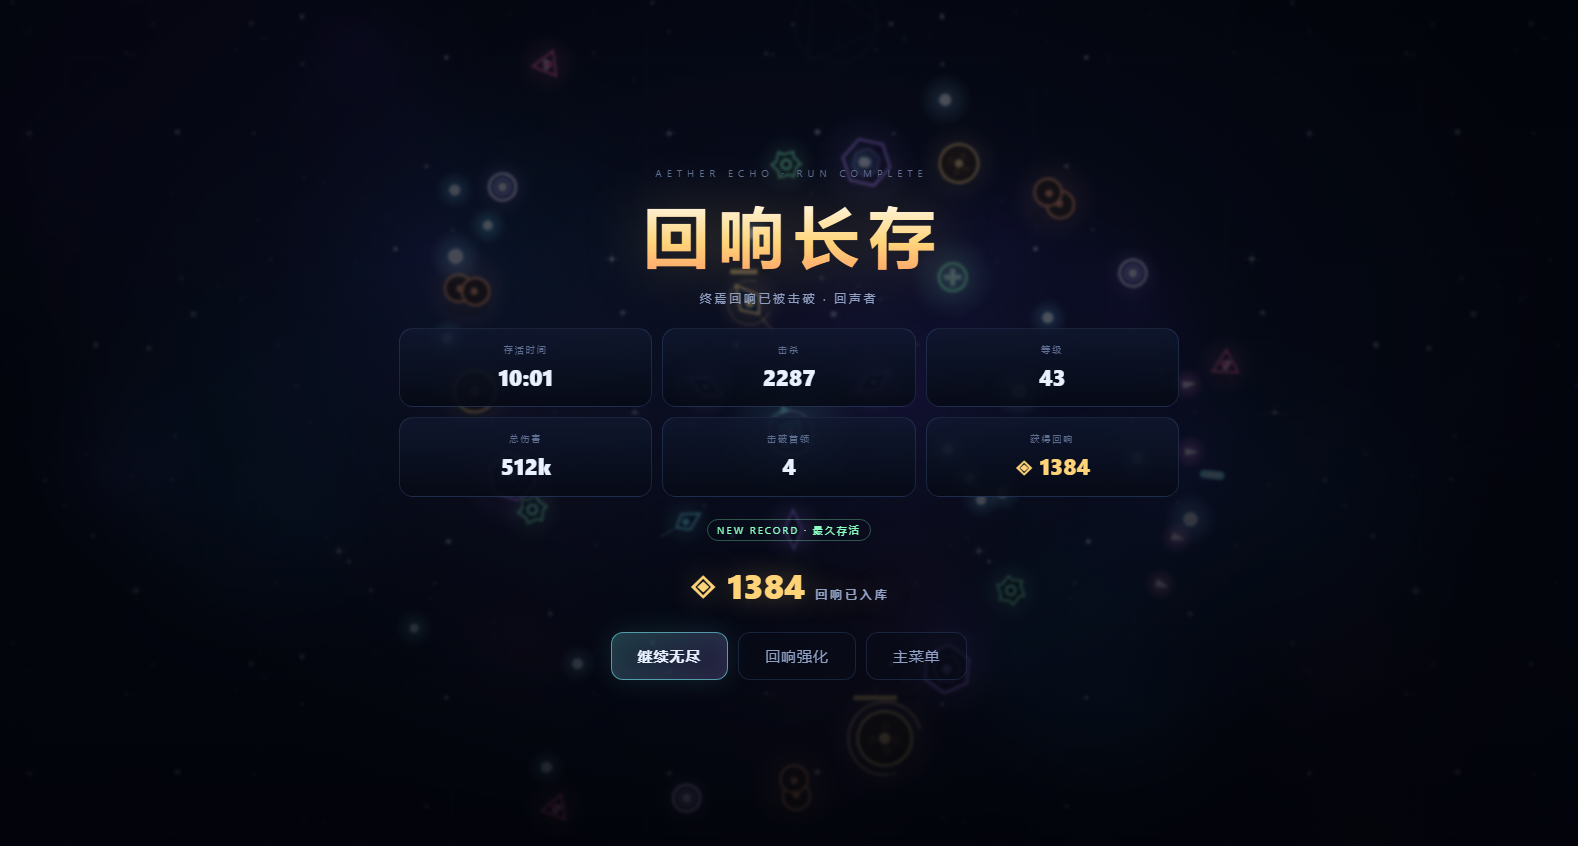 AETHER ECHO · RUN COMPLETE
回响长存
终焉回响已被击破 · 回声者
存活时间
10:01
击杀
2287
等级
43
总伤害
512k
击破首领
4
获得回响
1384
NEW RECORD · 最久存活
1384 回响已入库
继续无尽
回响强化
主菜单